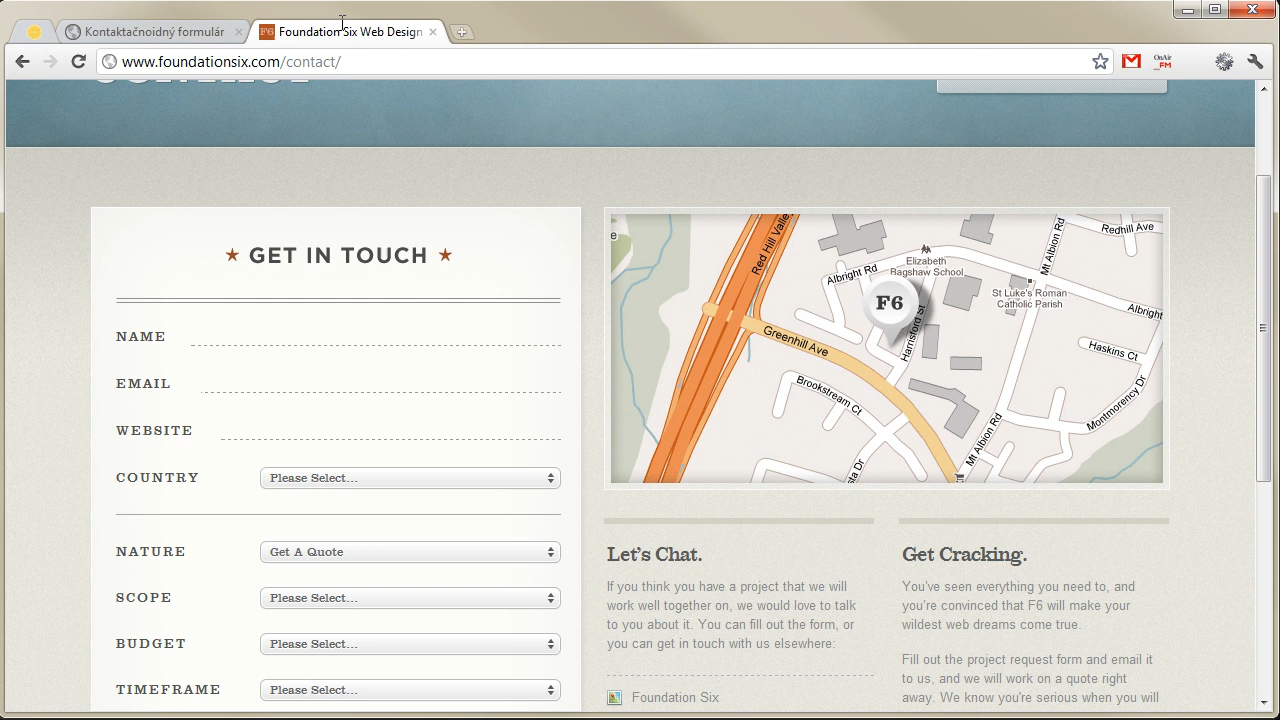 Kontaktačnoidný formulár
F6 Foundation Six Web Design
www.foundationsix.com/contact/
OnAir
_FM
GET IN TOUCH
NAME
EMAIL
WEBSITE
COUNTRY
Please Select...
NATURE
Get A Quote
SCOPE
Please Select...
BUDGET
Please Select...
TIMEFRAME
Please Select...
e
Red Hill Valle
Albright Rd
Elizabeth
Bagshaw School
Mt Albion Rd
Redhill Ave
St Luke's Roman
Catholic Parish
Albright
F6
Harrisford St
Greenhill Ave
Haskins Ct
Brookstream Ct
Montmorency Dr
Mt Albion Rd
sta Dr
Let's Chat.
If you think you have a project that we will
work well together on, we would love to talk
to you about it. You can fill out the form, or
you can get in touch with us elsewhere:
Foundation Six
Get Cracking.
You've seen everything you need to, and
you're convinced that F6 will make your
wildest web dreams come true.
Fill out the project request form and email it
to us, and we will work on a quote right
away. We know you're serious when you will